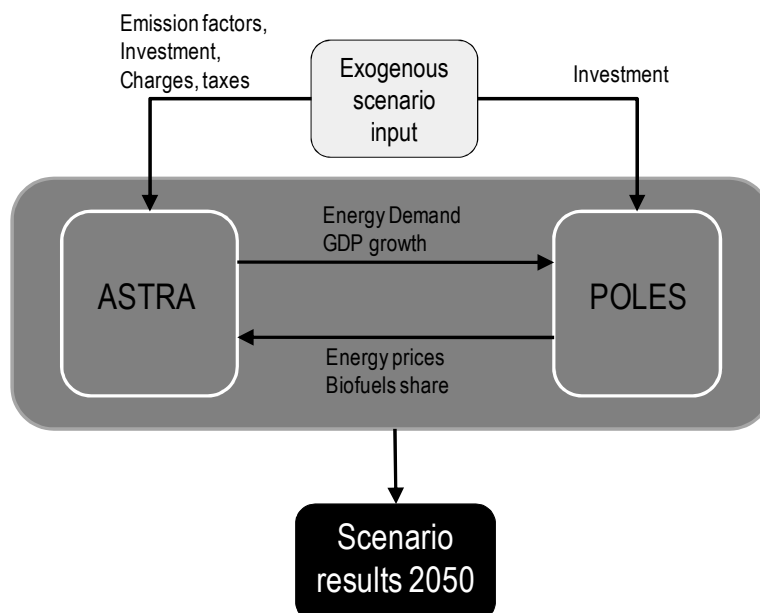 Emission factors,
Investment,
Charges, taxes
Exogenous
scenario
input
Investment
Energy Demand
GDP growth
ASTRA
POLES
Energy prices
Biofuels share
Scenario
results 2050